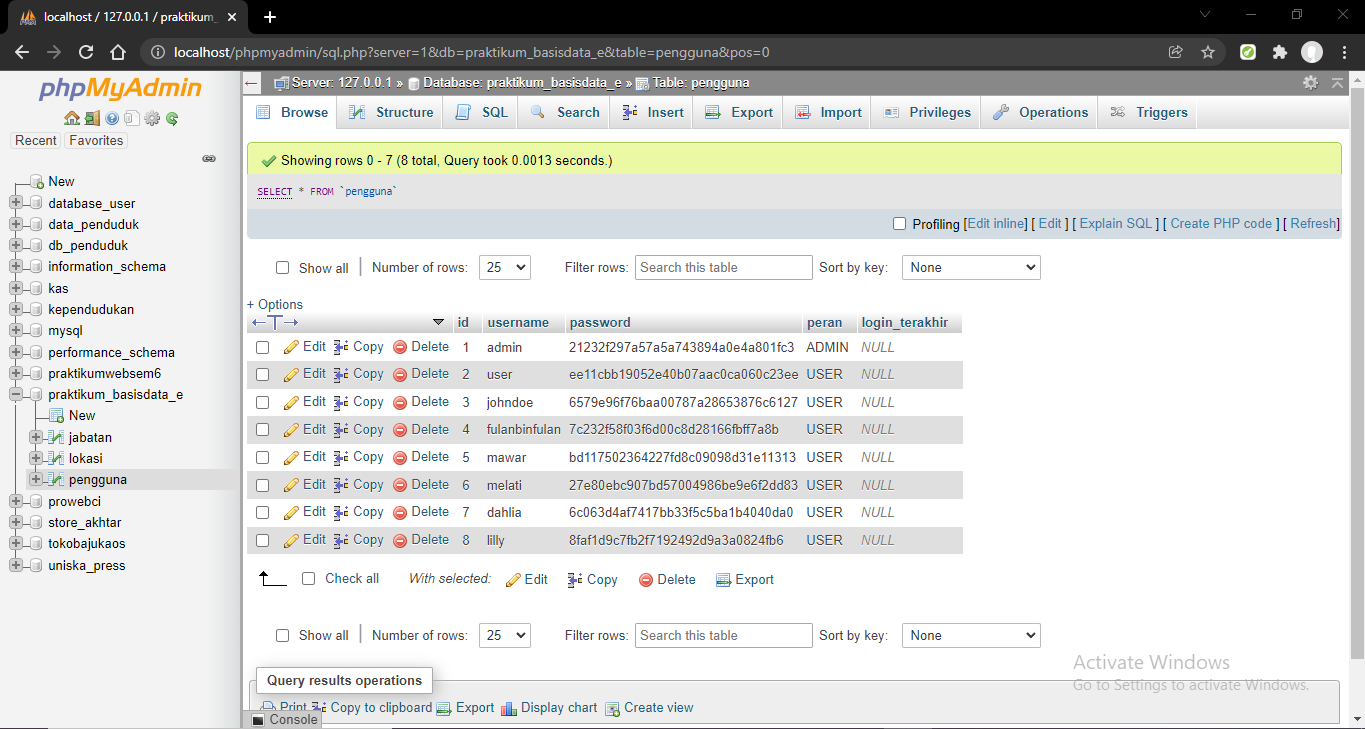 localhost / 127.0.0.1 / praktikum_
localhost/phpmyadmin/sql.php?server=1&db=praktikum_basisdata_e&table=pengguna&pos=0
phpMyAdmin
Recent Favorites
New
database_user
data_penduduk
db_penduduk
information_schema
kas
kependudukan
mysql
performance_schema
praktikumwebsem6
praktikum_basisdata_e
New
jabatan
lokasi
pengguna
prowebci
store_akhtar
tokobajukaos
uniska_press
Server: 127.0.0.1 » Database: praktikum_basisdata_e » Table: pengguna
Browse Structure SQL Search Insert Export Import Privileges Operations Triggers
Showing rows 0 - 7 (8 total, Query took 0.0013 seconds.)
SELECT * FROM `pengguna`
Profiling [Edit inline] [ Edit ] [ Explain SQL ] [ Create PHP code ] [ Refresh]
Show all Number of rows: 25 Filter rows: Search this table Sort by key: None
+ Options
id username password peran login_terakhir
Edit Copy Delete 1 admin 21232f297a57a5a743894a0e4a801fc3 ADMIN NULL
Edit Copy Delete 2 user ee11cbb19052e40b07aac0ca060c23ee USER NULL
Edit Copy Delete 3 johndoe 6579e96f76baa00787a28653876c6127 USER NULL
Edit Copy Delete 4 fulanbinfulan 7c232f58f03f6d00c8d28166fbff7a8b USER NULL
Edit Copy Delete 5 mawar bd117502364227fd8c09098d31e11313 USER NULL
Edit Copy Delete 6 melati 27e80ebc907bd57004986be9e6f2dd83 USER NULL
Edit Copy Delete 7 dahlia 6c063d4af7417bb33f5c5ba1b4040da0 USER NULL
Edit Copy Delete 8 lilly 8faf1d9c7fb2f7192492d9a3a0824fb6 USER NULL
Check all With selected: Edit Copy Delete Export
Show all Number of rows: 25 Filter rows: Search this table Sort by key: None
Activate Windows
Go to Settings to activate Windows.
Query results operations
Print Copy to clipboard Export Display chart Create view
Console